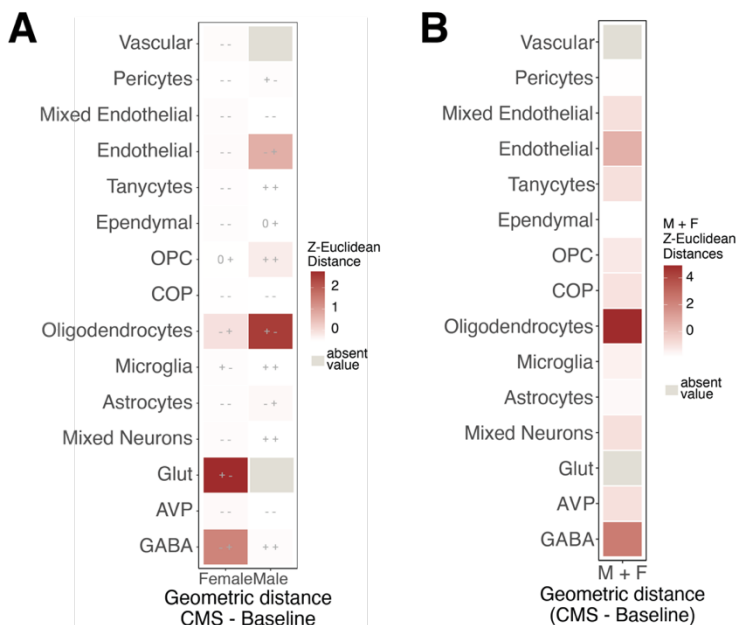 A
Vascular - -
Pericytes - - + -
Mixed Endothelial - - - -
Endothelial - - - +
Tanycytes - - + +
Ependymal - - 0 +
OPC 0 + + +
COP - - - -
Oligodendrocytes - + + -
Microglia + - + +
Astrocytes - - - +
Mixed Neurons - - + +
Glut + -
AVP - - - -
GABA - + + +
Female Male
Geometric distance
CMS - Baseline
Z-Euclidean
Distance
2
1
0
absent
value
B
Vascular
Pericytes
Mixed Endothelial
Endothelial
Tanycytes
Ependymal
OPC
COP
Oligodendrocytes
Microglia
Astrocytes
Mixed Neurons
Glut
AVP
GABA
M + F
Geometric distance
(CMS - Baseline)
M + F
Z-Euclidean
Distances
4
2
0
absent
value